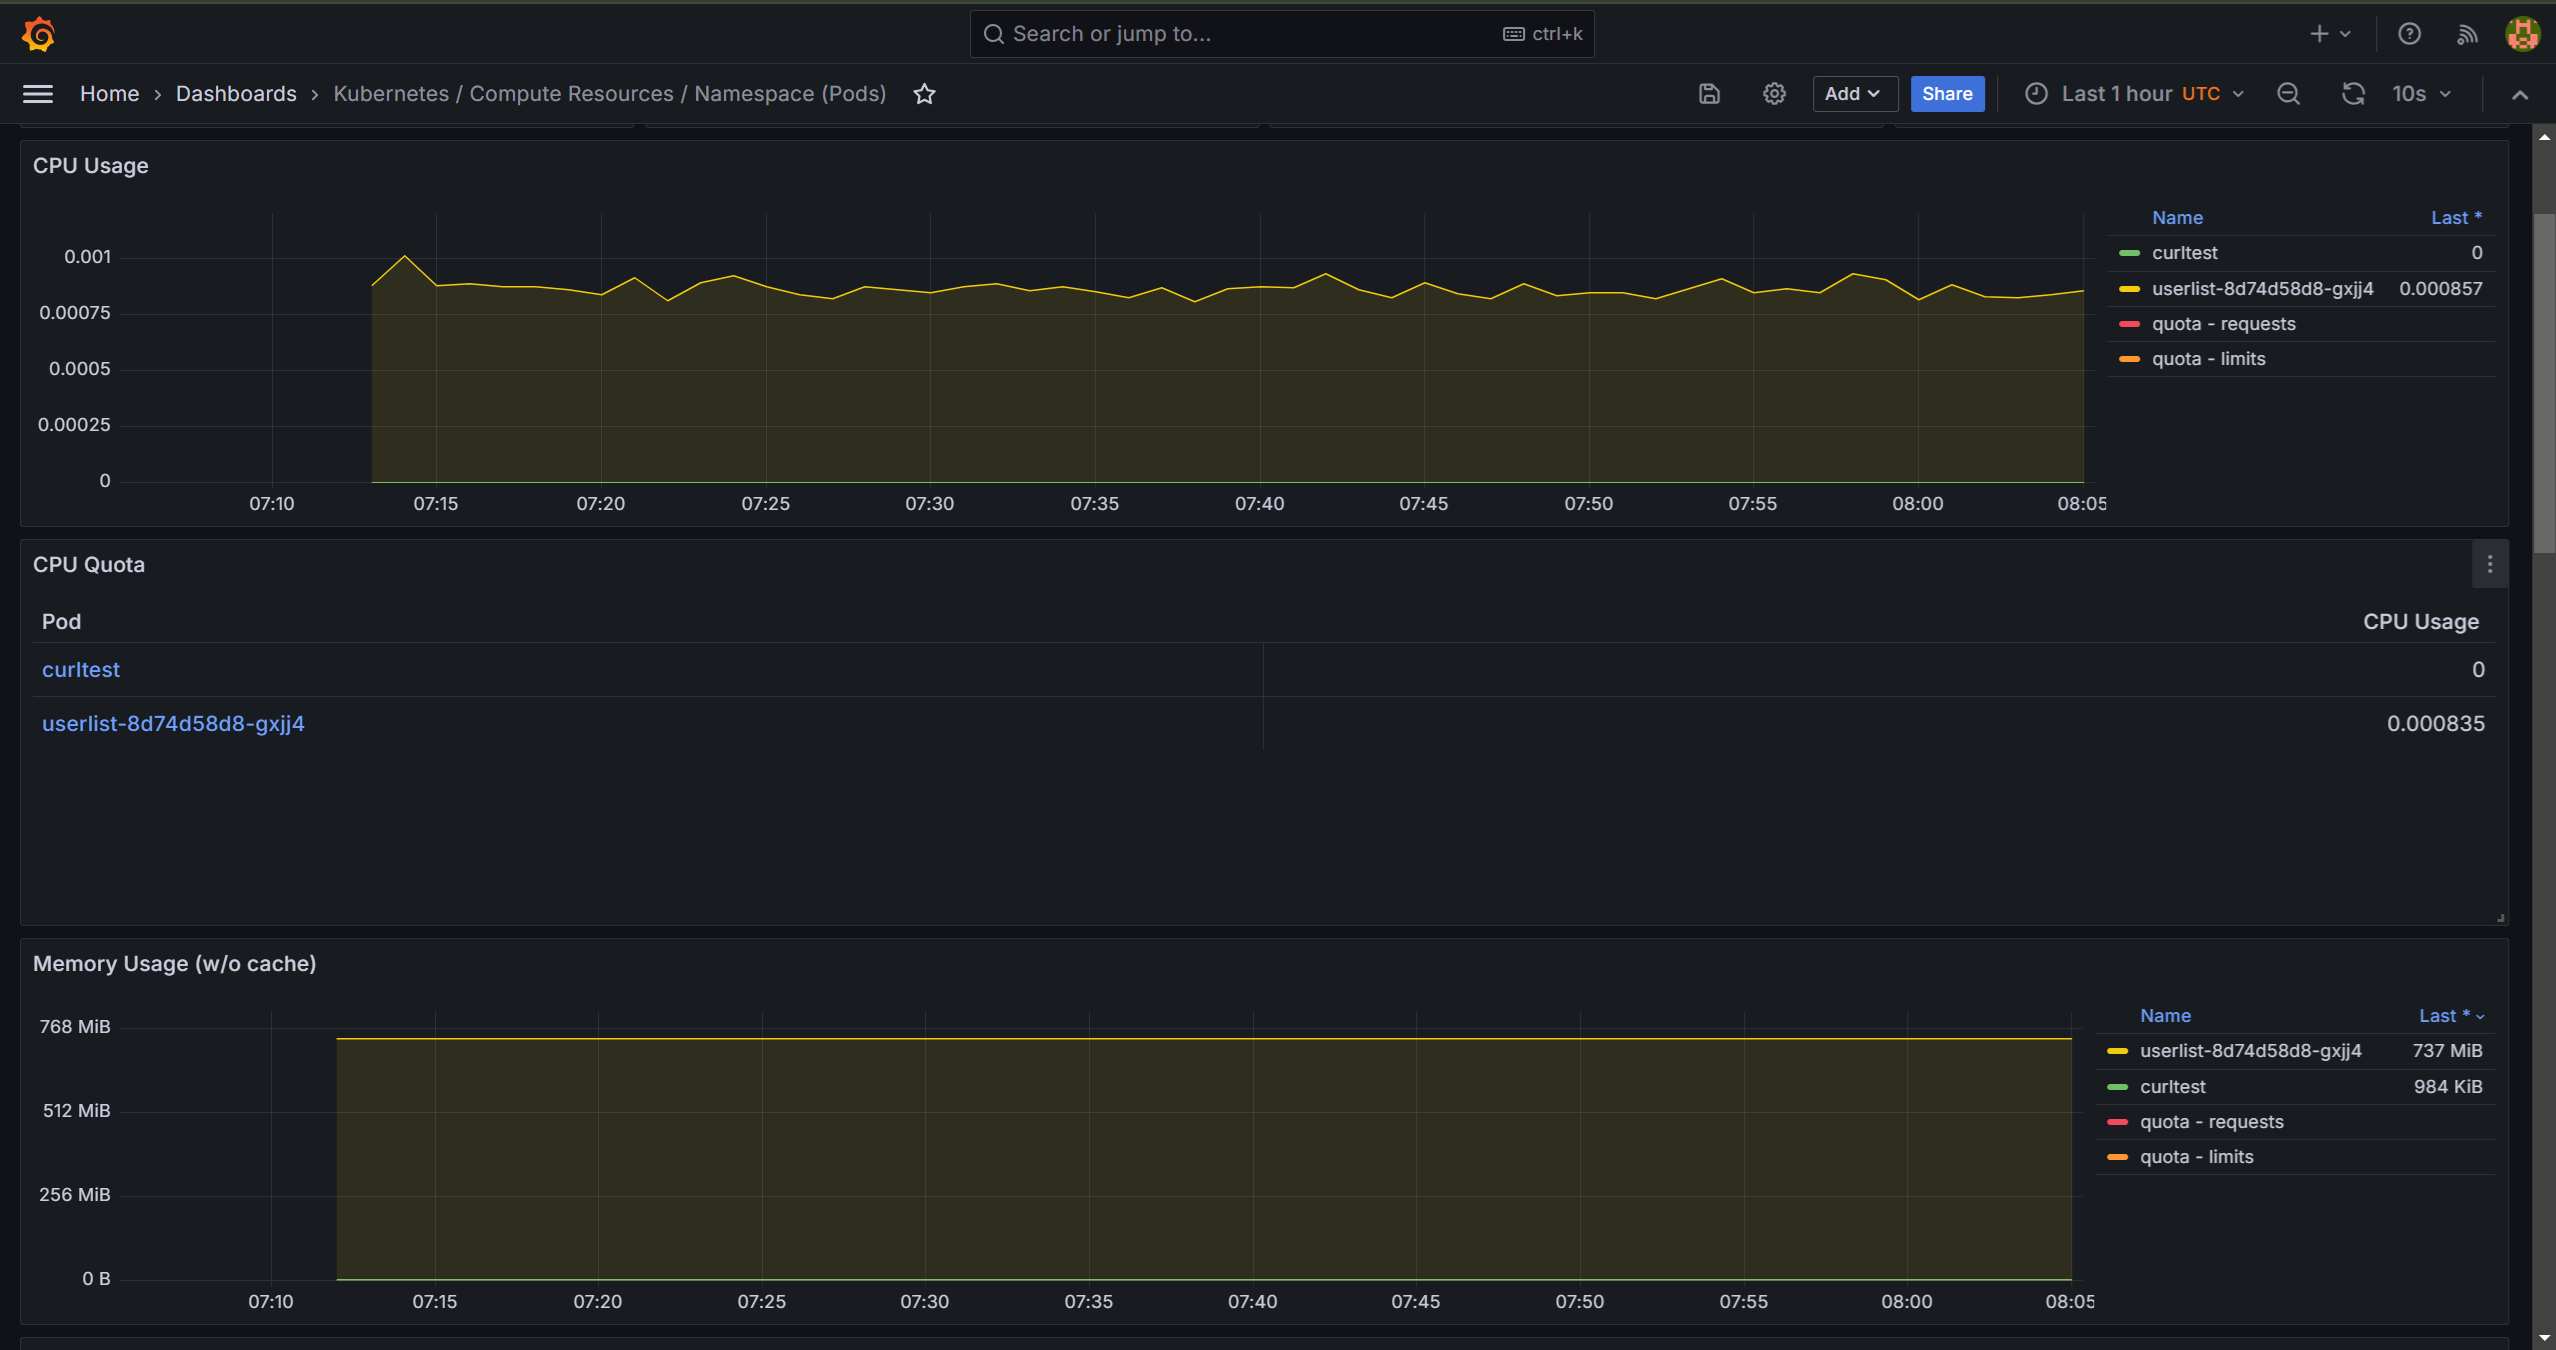 Search or jump to... ctrl+k
Home › Dashboards › Kubernetes / Compute Resources / Namespace (Pods) Add Share Last 1 hour UTC 10s
CPU Usage
Name Last *
curltest 0
userlist-8d74d58d8-gxjj4 0.000857
quota - requests
quota - limits
0.001
0.00075
0.0005
0.00025
0
07:10 07:15 07:20 07:25 07:30 07:35 07:40 07:45 07:50 07:55 08:00 08:05
CPU Quota
Pod CPU Usage
curltest 0
userlist-8d74d58d8-gxjj4 0.000835
Memory Usage (w/o cache)
Name Last *
userlist-8d74d58d8-gxjj4 737 MiB
curltest 984 KiB
quota - requests
quota - limits
768 MiB
512 MiB
256 MiB
0 B
07:10 07:15 07:20 07:25 07:30 07:35 07:40 07:45 07:50 07:55 08:00 08:05